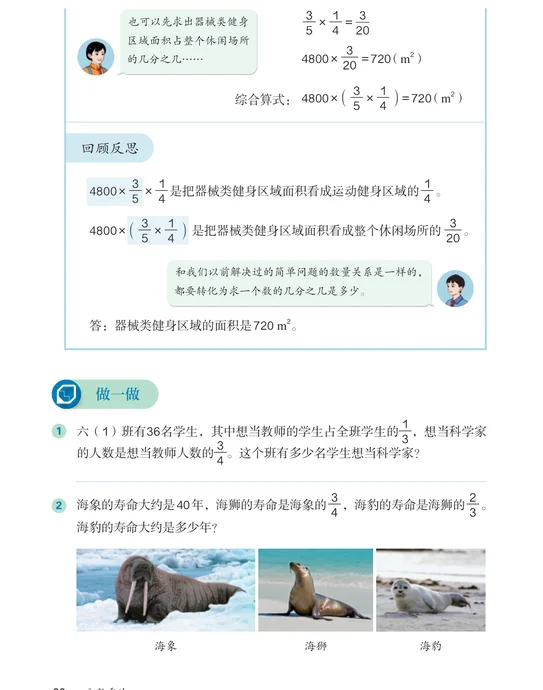 也可以先求出器械类健身
区域面积占整个休闲场所
的几分之几……
3/5 × 1/4 = 3/20
4800× 3/20 =720(m²)
综合算式：4800×( 3/5 × 1/4 )=720(m²)
回顾反思
4800× 3/5 × 1/4 是把器械类健身区域面积看成运动健身区域的 1/4 。
4800×( 3/5 × 1/4 )是把器械类健身区域面积看成整个休闲场所的 3/20 。
和我们以前解决过的简单问题的数量关系是一样的，
都要转化为求一个数的几分之几是多少。
答：器械类健身区域的面积是720 m²。
做一做
1 六（1）班有36名学生，其中想当教师的学生占全班学生的 1/3 ，想当科学家
的人数是想当教师人数的 3/4 。这个班有多少名学生想当科学家？
2 海象的寿命大约是40年，海狮的寿命是海象的 3/4 ，海豹的寿命是海狮的 2/3 。
海豹的寿命大约是多少年？
海象 海狮 海豹